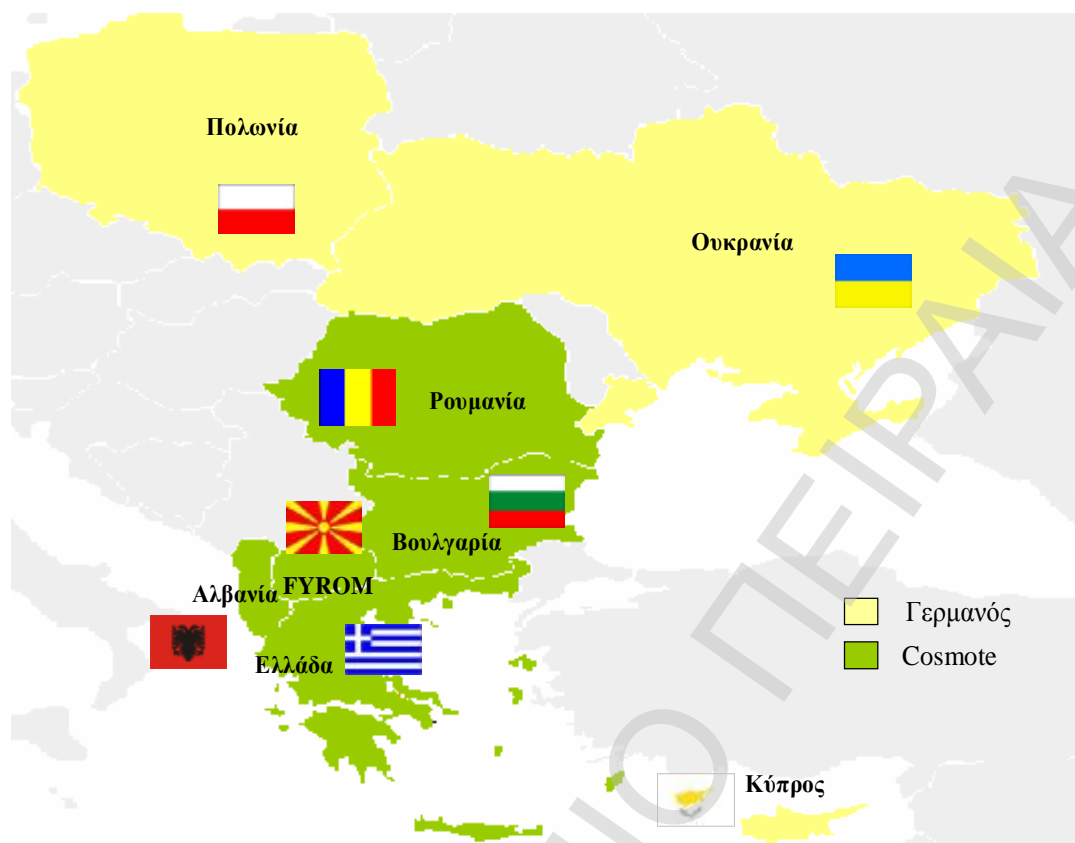 Πολωνία
Ουκρανία
Ρουμανία
Βουλγαρία
Αλβανία
FYROM
Ελλάδα
Κύπρος
Γερμανός
Cosmote
ΠΕΙΡΑΙΑ